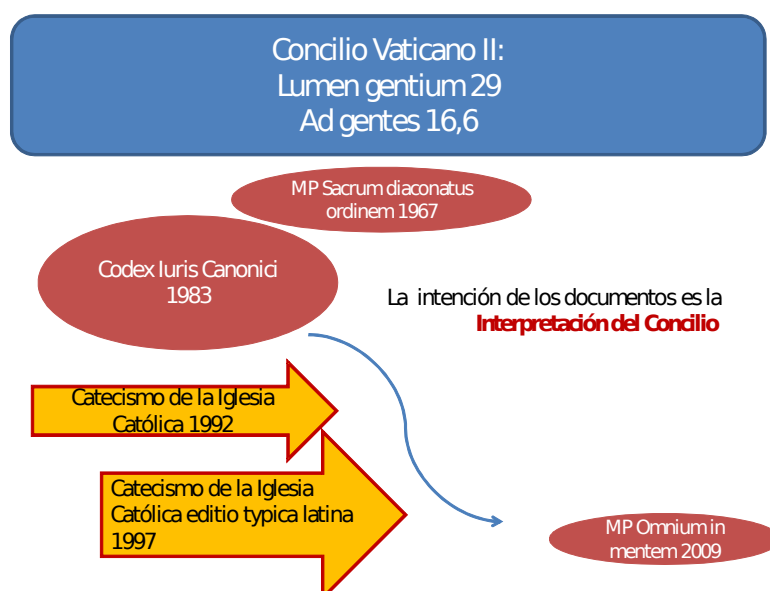 Concilio Vaticano II:
Lumen gentium 29
Ad gentes 16,6
MP Sacrum diaconatus
ordinem 1967
Codex Iuris Canonici
1983
La intención de los documentos es la
Interpretación del Concilio
Catecismo de la Iglesia
Católica 1992
Catecismo de la Iglesia
Católica editio typica latina
1997
MP Omnium in
mentem 2009